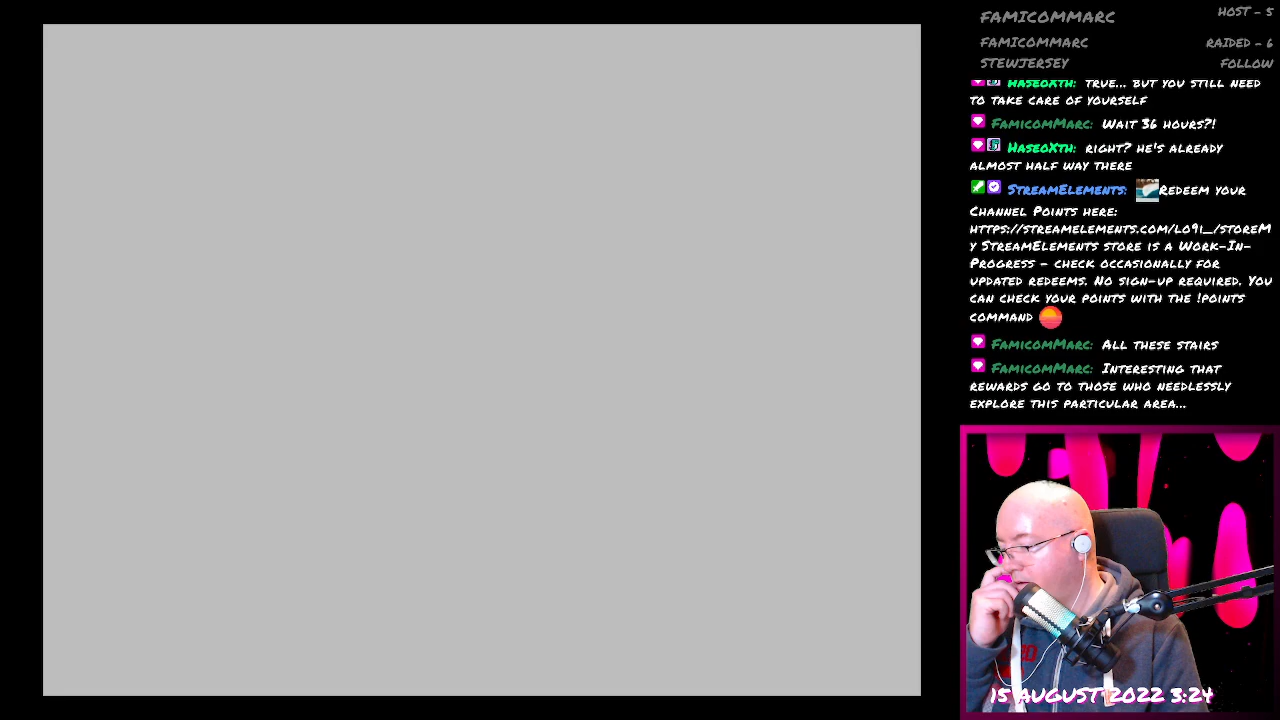 FAMICOMMARC HOST - 5
FAMICOMMARC RAIDED - 6
STEWJERSEY FOLLOW
HaseoXth: true... but you still need
to take care of yourself
FamicomMarc: Wait 36 hours?!
HaseoXth: right? he's already
almost half way there
StreamElements: Redeem your
Channel Points here:
https://streamelements.com/lo9i_/storeM
y StreamElements store is a Work-In-
Progress - check occasionally for
updated redeems. No sign-up required. You
can check your points with the !points
command
FamicomMarc: All these stairs
FamicomMarc: Interesting that
rewards go to those who needlessly
explore this particular area...
15 AUGUST 2022 3:24